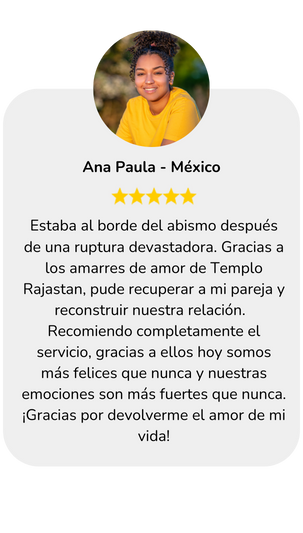 Ana Paula - México
Estaba al borde del abismo después
de una ruptura devastadora. Gracias a
los amarres de amor de Templo
Rajastan, pude recuperar a mi pareja y
reconstruir nuestra relación.
Recomiendo completamente el
servicio, gracias a ellos hoy somos
más felices que nunca y nuestras
emociones son más fuertes que nunca.
¡Gracias por devolverme el amor de mi
vida!